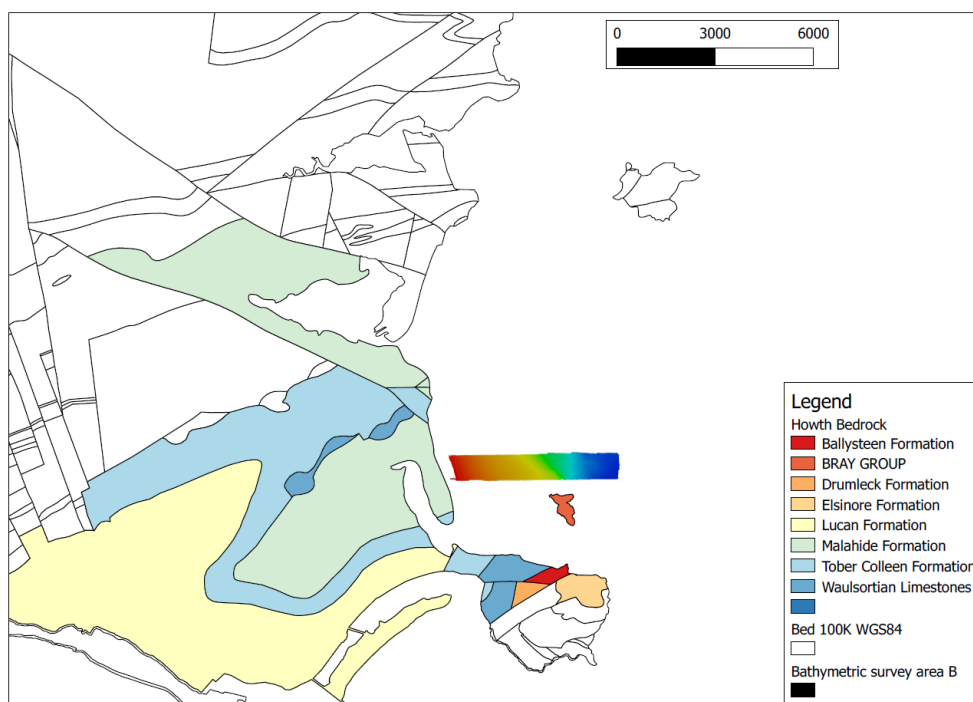 0 3000 6000
Legend
Howth Bedrock
Ballysteen Formation
BRAY GROUP
Drumleck Formation
Elsinore Formation
Lucan Formation
Malahide Formation
Tober Colleen Formation
Waulsortian Limestones
Bed 100K WGS84
Bathymetric survey area B